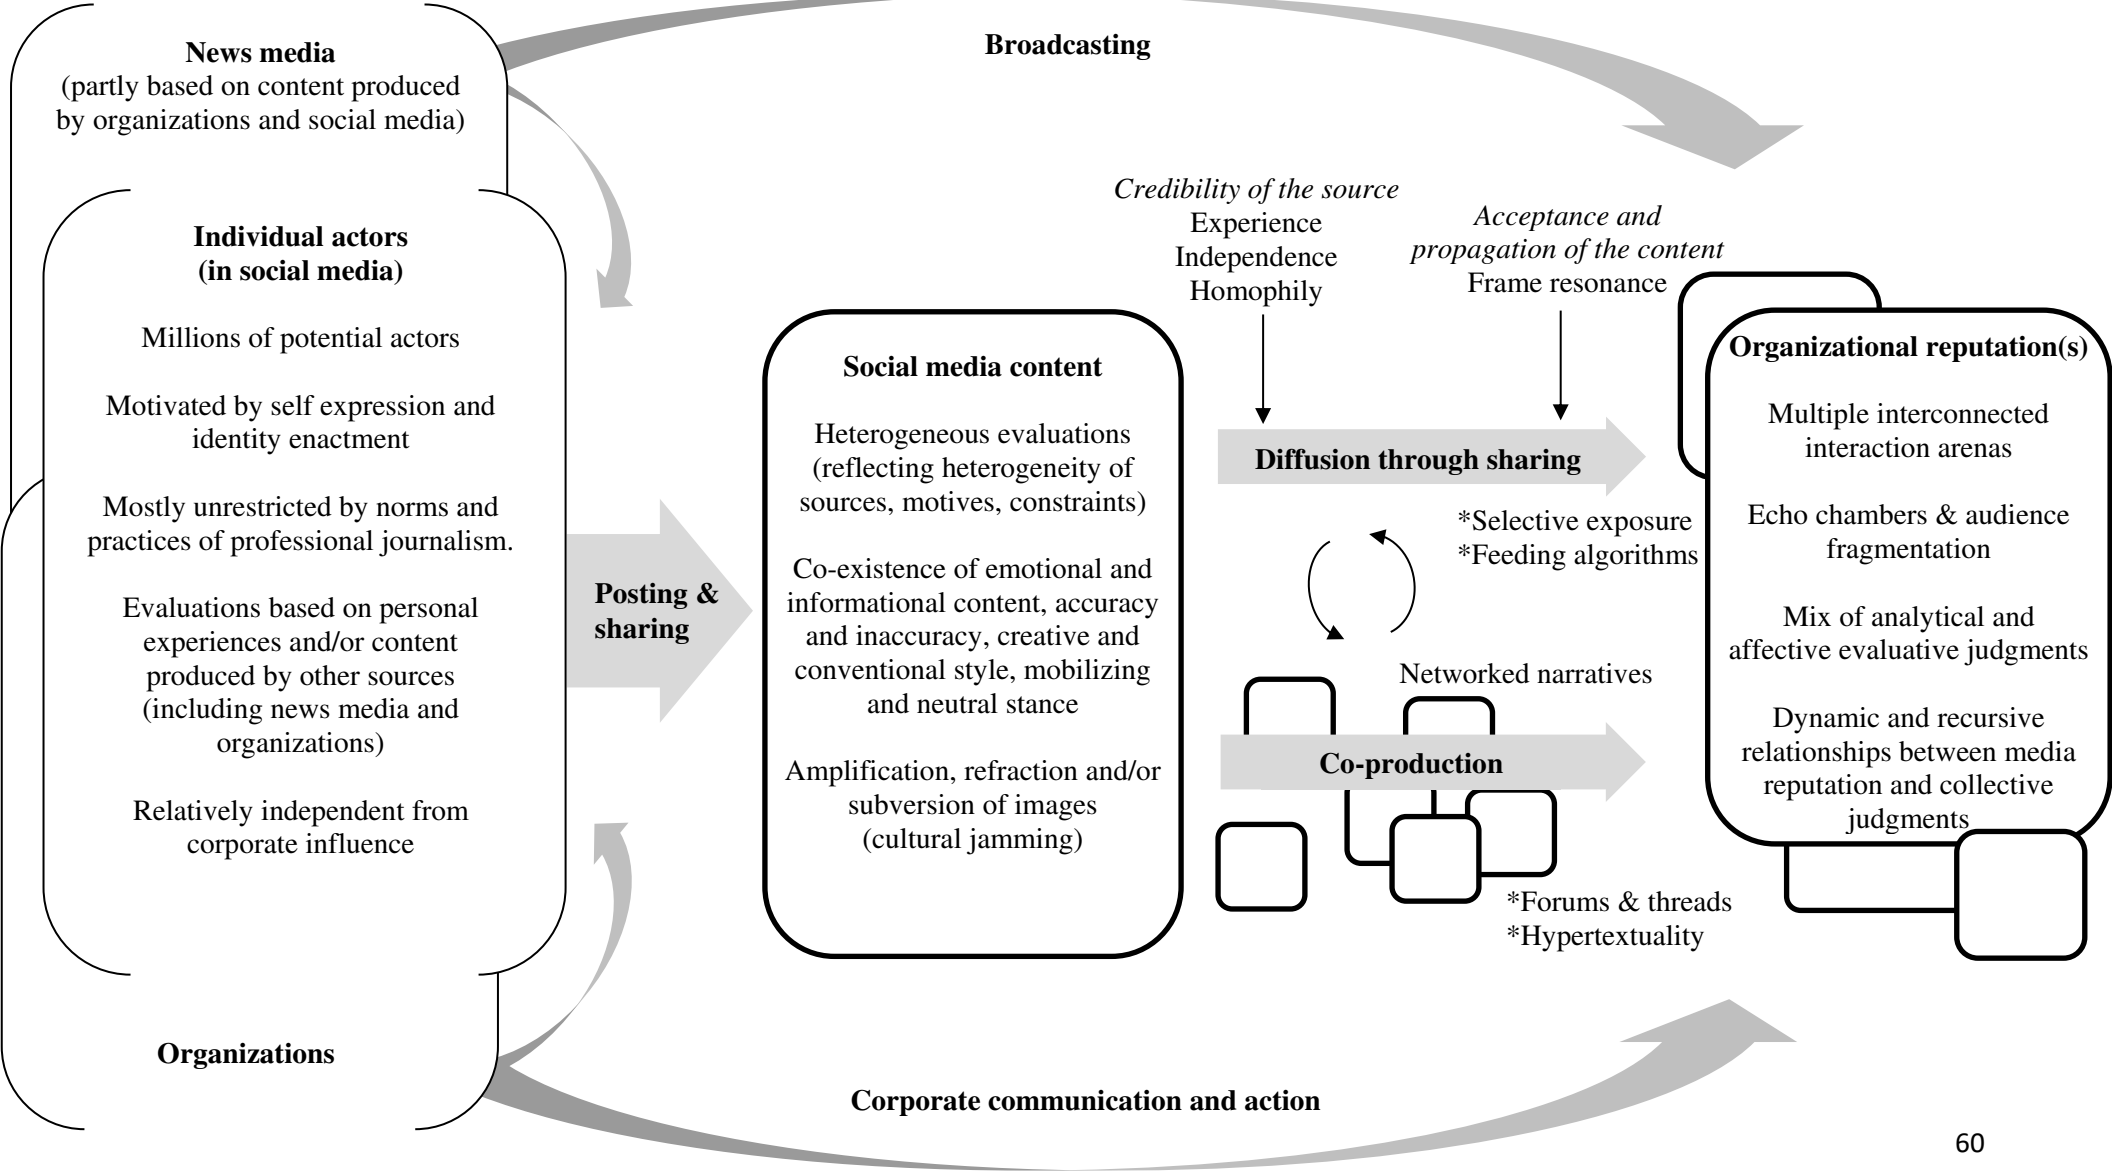 News media
(partly based on content produced
by organizations and social media)
Individual actors
(in social media)
Millions of potential actors
Motivated by self expression and
identity enactment
Mostly unrestricted by norms and
practices of professional journalism.
Evaluations based on personal
experiences and/or content
produced by other sources
(including news media and
organizations)
Relatively independent from
corporate influence
Organizations
Broadcasting
Posting &
sharing
Social media content
Heterogeneous evaluations
(reflecting heterogeneity of
sources, motives, constraints)
Co-existence of emotional and
informational content, accuracy
and inaccuracy, creative and
conventional style, mobilizing
and neutral stance
Amplification, refraction and/or
subversion of images
(cultural jamming)
Credibility of the source
Experience
Independence
Homophily
Acceptance and
propagation of the content
Frame resonance
Diffusion through sharing
*Selective exposure
*Feeding algorithms
Networked narratives
Co-production
*Forums & threads
*Hypertextuality
Organizational reputation(s)
Multiple interconnected
interaction arenas
Echo chambers & audience
fragmentation
Mix of analytical and
affective evaluative judgments
Dynamic and recursive
relationships between media
reputation and collective
judgments
Corporate communication and action
60